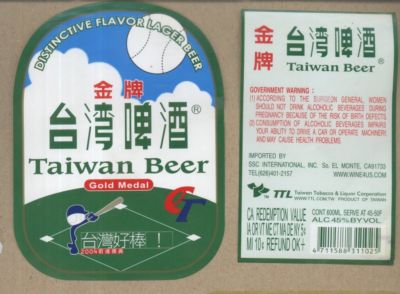 DISTINCTIVE FLAVOR LAGER BEER
金牌
台湾啤酒®
Taiwan Beer
Gold Medal
CT
台灣好棒！
金牌
台湾啤酒
Taiwan Beer®
GOVERNMENT WARNING :
(1) ACCORDING TO THE SURGEON GENERAL, WOMEN
SHOULD NOT DRINK ALCOHOLIC BEVERAGES DURING
PREGNANCY BECAUSE OF THE RISK OF BIRTH DEFECTS
(2) CONSUMPTION OF ALCOHOLIC BEVERAGES IMPAIRS
YOUR ABILITY TO DRIVE A CAR OR OPERATE MACHINERY
AND MAY CAUSE HEALTH PROBLEMS.
IMPORTED BY
SSC INTERNATIONAL, INC. So. EL MONTE, CA91733
TEL(626)401-2157 WWW.WINE4US.COM
TTL Taiwan Tobacco & Liquor Corporation
WWW.TTL.COM.TW PRODUCT OF TAIWAN
CA REDEMPTION VALUE
IA OR VT ME CT MA DE NY 5¢
MI 10¢ REFUND OK+
CONT.600ML. SERVE AT 45-50F
ALC.45% BY VOL
4 711588 311025